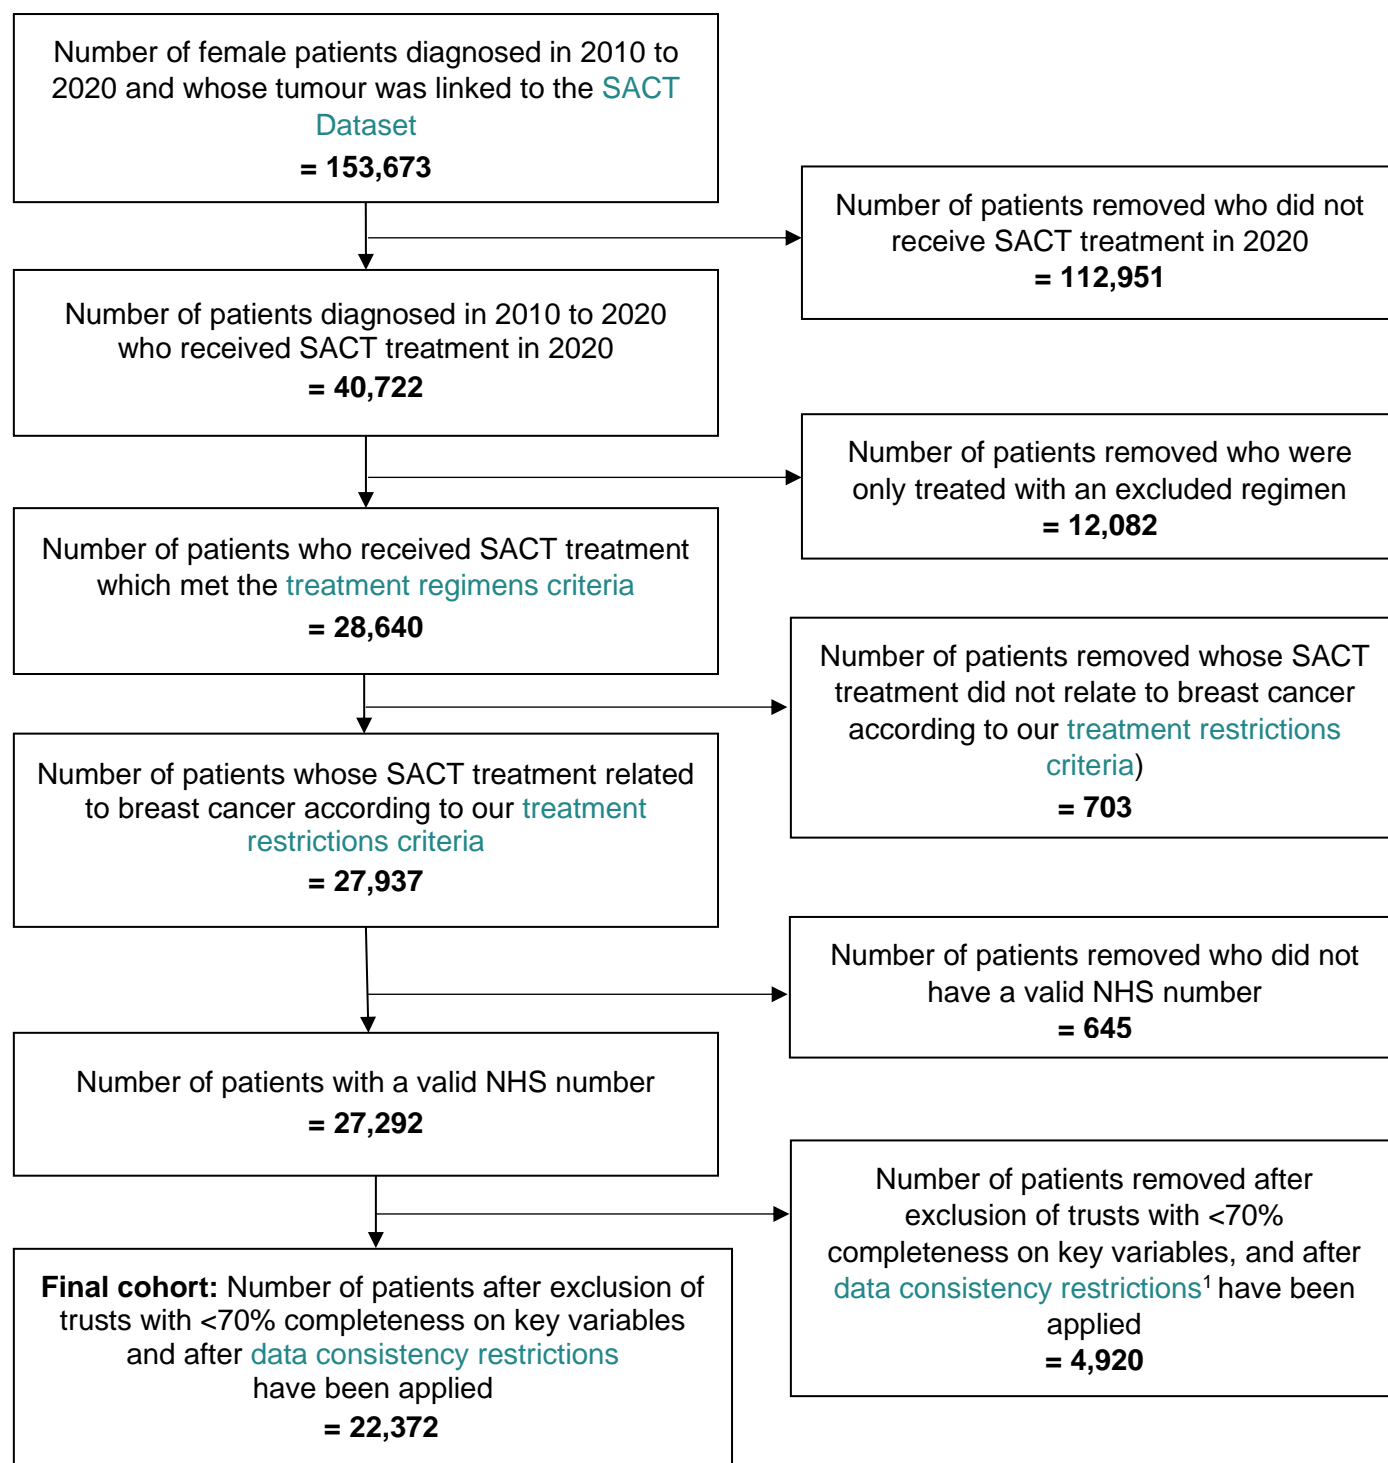 Number of female patients diagnosed in 2010 to
2020 and whose tumour was linked to the SACT
Dataset
= 153,673
Number of patients removed who did not
receive SACT treatment in 2020
= 112,951
Number of patients diagnosed in 2010 to 2020
who received SACT treatment in 2020
= 40,722
Number of patients removed who were
only treated with an excluded regimen
= 12,082
Number of patients who received SACT treatment
which met the treatment regimens criteria
= 28,640
Number of patients removed whose SACT
treatment did not relate to breast cancer
according to our treatment restrictions
criteria)
= 703
Number of patients whose SACT treatment related
to breast cancer according to our treatment
restrictions criteria
= 27,937
Number of patients removed who did not
have a valid NHS number
= 645
Number of patients with a valid NHS number
= 27,292
Number of patients removed after
exclusion of trusts with <70%
completeness on key variables, and after
data consistency restrictions¹ have been
applied
= 4,920
Final cohort: Number of patients after exclusion of
trusts with <70% completeness on key variables
and after data consistency restrictions
have been applied
= 22,372